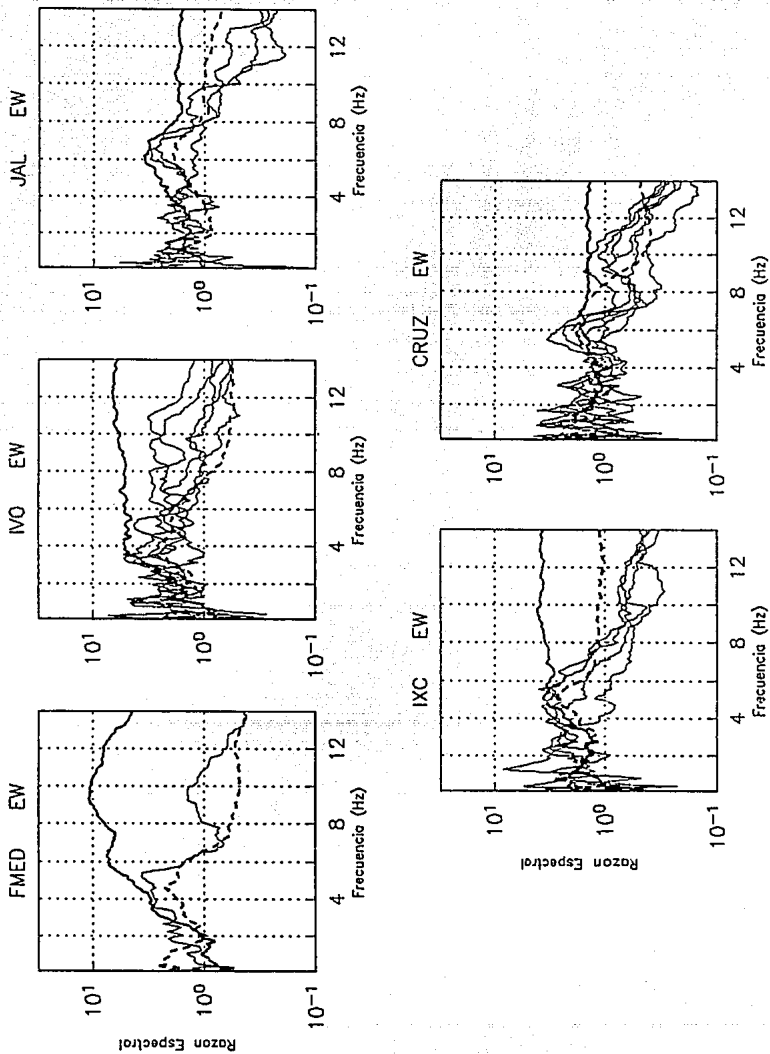 FMED EW
Razon Espectral
10¹
10⁰
10⁻¹
4 8 12
Frecuencia (Hz)
IVO EW
10¹
10⁰
10⁻¹
4 8 12
Frecuencia (Hz)
JAL EW
10¹
10⁰
10⁻¹
4 8 12
Frecuencia (Hz)
IXC EW
Razon Espectral
10¹
10⁰
10⁻¹
4 8 12
Frecuencia (Hz)
CRUZ EW
10¹
10⁰
10⁻¹
4 8 12
Frecuencia (Hz)